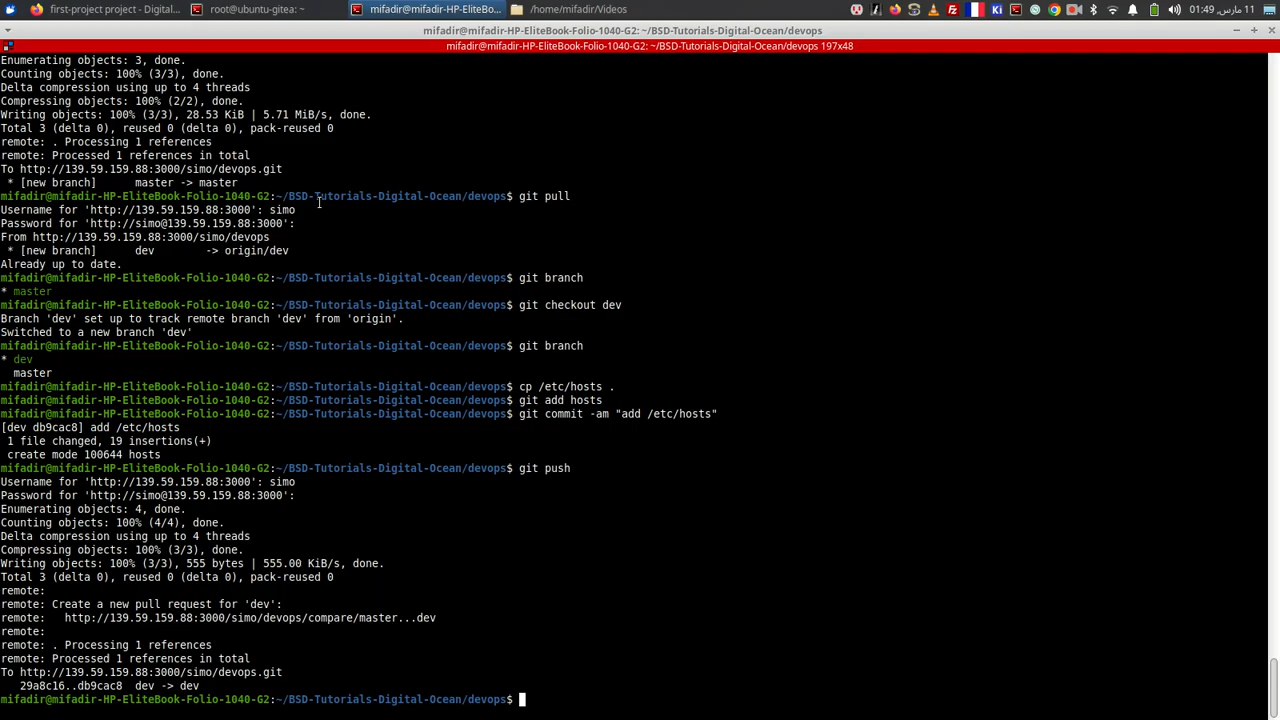 first-project project - Digital...
root@ubuntu-gitea: ~
mifadir@mifadir-HP-EliteBo...
/home/mifadir/Videos
Ki
01:49 ,11 مارس
mifadir@mifadir-HP-EliteBook-Folio-1040-G2: ~/BSD-Tutorials-Digital-Ocean/devops
mifadir@mifadir-HP-EliteBook-Folio-1040-G2: ~/BSD-Tutorials-Digital-Ocean/devops 197x48
Enumerating objects: 3, done.
Counting objects: 100% (3/3), done.
Delta compression using up to 4 threads
Compressing objects: 100% (2/2), done.
Writing objects: 100% (3/3), 28.53 KiB | 5.71 MiB/s, done.
Total 3 (delta 0), reused 0 (delta 0), pack-reused 0
remote: . Processing 1 references
remote: Processed 1 references in total
To http://139.59.159.88:3000/simo/devops.git
 * [new branch]      master -> master
mifadir@mifadir-HP-EliteBook-Folio-1040-G2:~/BSD-Tutorials-Digital-Ocean/devops$ git pull
Username for 'http://139.59.159.88:3000': simo
Password for 'http://simo@139.59.159.88:3000':
From http://139.59.159.88:3000/simo/devops
 * [new branch]      dev        -> origin/dev
Already up to date.
mifadir@mifadir-HP-EliteBook-Folio-1040-G2:~/BSD-Tutorials-Digital-Ocean/devops$ git branch
* master
mifadir@mifadir-HP-EliteBook-Folio-1040-G2:~/BSD-Tutorials-Digital-Ocean/devops$ git checkout dev
Branch 'dev' set up to track remote branch 'dev' from 'origin'.
Switched to a new branch 'dev'
mifadir@mifadir-HP-EliteBook-Folio-1040-G2:~/BSD-Tutorials-Digital-Ocean/devops$ git branch
* dev
  master
mifadir@mifadir-HP-EliteBook-Folio-1040-G2:~/BSD-Tutorials-Digital-Ocean/devops$ cp /etc/hosts .
mifadir@mifadir-HP-EliteBook-Folio-1040-G2:~/BSD-Tutorials-Digital-Ocean/devops$ git add hosts
mifadir@mifadir-HP-EliteBook-Folio-1040-G2:~/BSD-Tutorials-Digital-Ocean/devops$ git commit -am "add /etc/hosts"
[dev db9cac8] add /etc/hosts
 1 file changed, 19 insertions(+)
 create mode 100644 hosts
mifadir@mifadir-HP-EliteBook-Folio-1040-G2:~/BSD-Tutorials-Digital-Ocean/devops$ git push
Username for 'http://139.59.159.88:3000': simo
Password for 'http://simo@139.59.159.88:3000':
Enumerating objects: 4, done.
Counting objects: 100% (4/4), done.
Delta compression using up to 4 threads
Compressing objects: 100% (3/3), done.
Writing objects: 100% (3/3), 555 bytes | 555.00 KiB/s, done.
Total 3 (delta 0), reused 0 (delta 0), pack-reused 0
remote:
remote: Create a new pull request for 'dev':
remote:   http://139.59.159.88:3000/simo/devops/compare/master...dev
remote:
remote: . Processing 1 references
remote: Processed 1 references in total
To http://139.59.159.88:3000/simo/devops.git
   29a8c16..db9cac8  dev -> dev
mifadir@mifadir-HP-EliteBook-Folio-1040-G2:~/BSD-Tutorials-Digital-Ocean/devops$